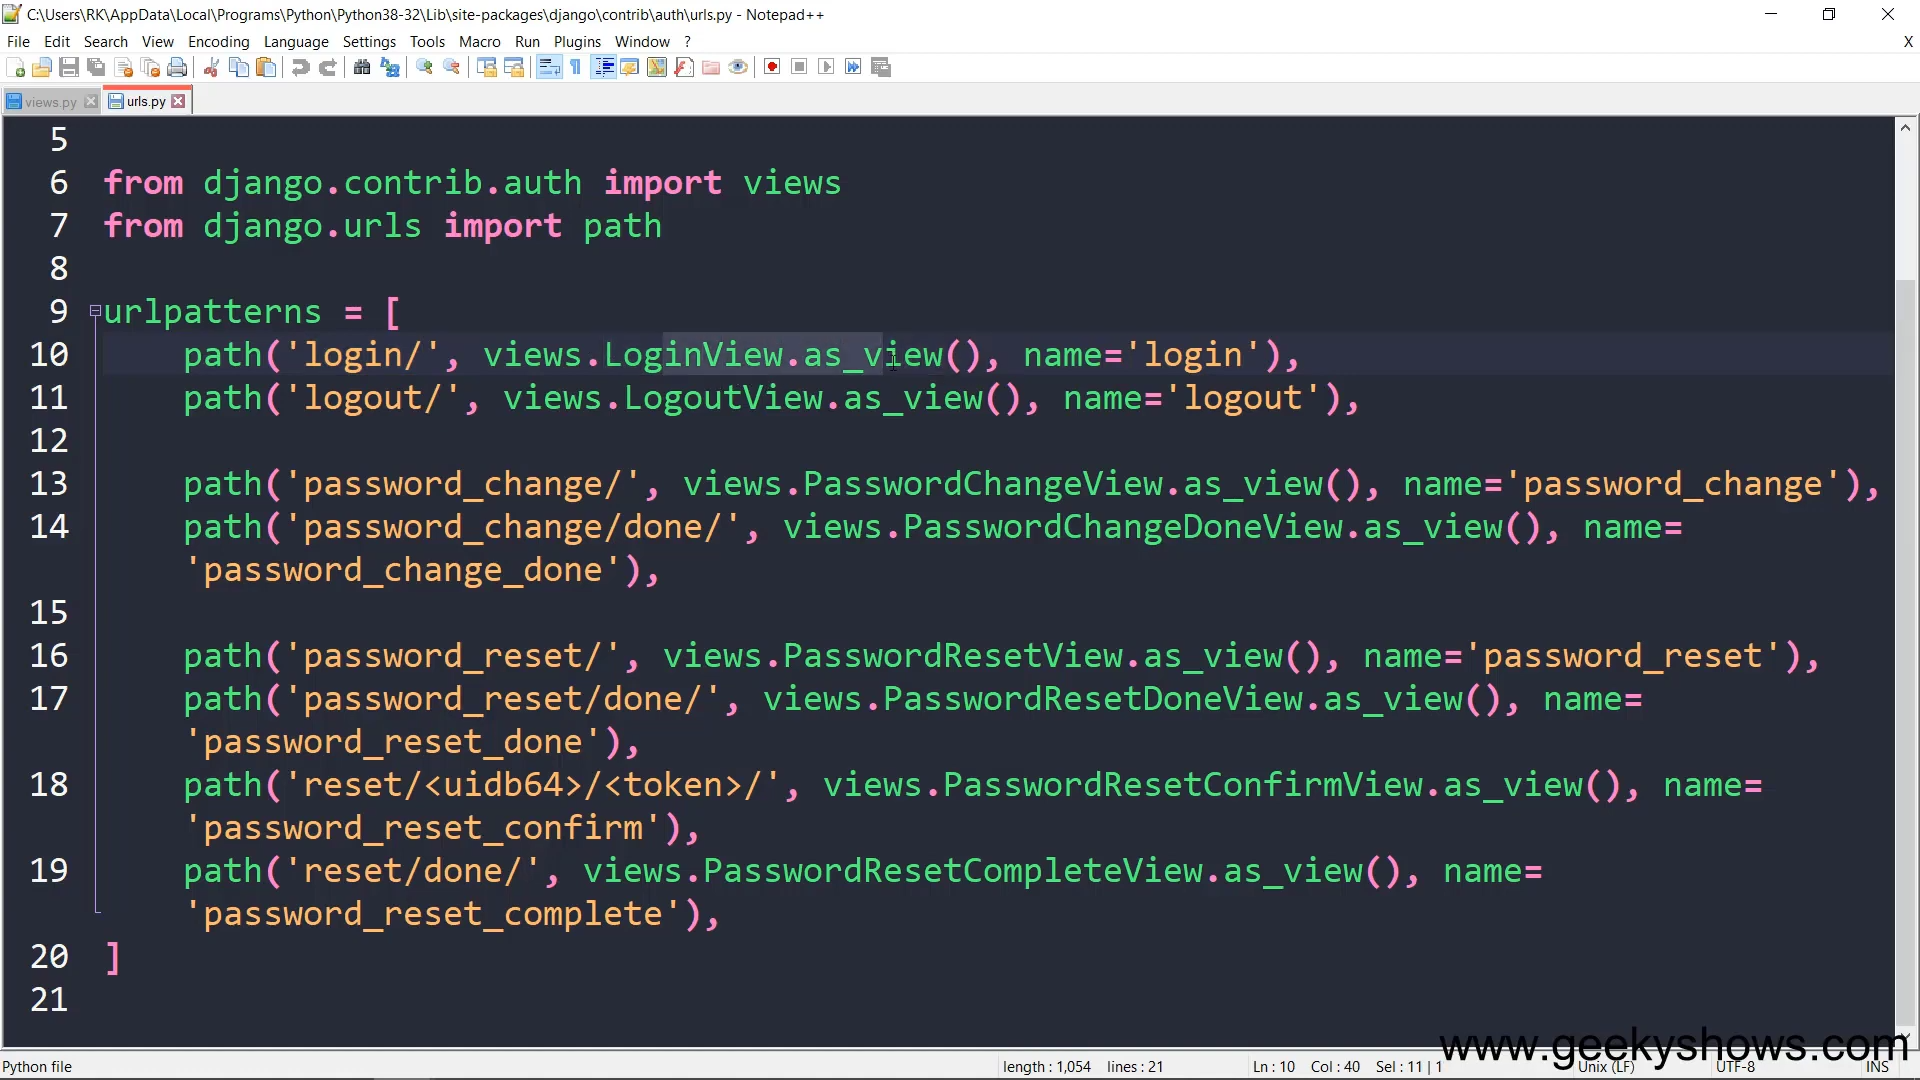 C:\Users\RK\AppData\Local\Programs\Python\Python38-32\Lib\site-packages\django\contrib\auth\urls.py - Notepad++
File Edit Search View Encoding Language Settings Tools Macro Run Plugins Window ? X
views.py urls.py
5
6 from django.contrib.auth import views
7 from django.urls import path
8
9 urlpatterns = [
10 path('login/', views.LoginView.as_view(), name='login'),
11 path('logout/', views.LogoutView.as_view(), name='logout'),
12
13 path('password_change/', views.PasswordChangeView.as_view(), name='password_change'),
14 path('password_change/done/', views.PasswordChangeDoneView.as_view(), name=
'password_change_done'),
15
16 path('password_reset/', views.PasswordResetView.as_view(), name='password_reset'),
17 path('password_reset/done/', views.PasswordResetDoneView.as_view(), name=
'password_reset_done'),
18 path('reset/<uidb64>/<token>/', views.PasswordResetConfirmView.as_view(), name=
'password_reset_confirm'),
19 path('reset/done/', views.PasswordResetCompleteView.as_view(), name=
'password_reset_complete'),
20 ]
21
www.geekyshows.com
Python file length : 1,054 lines : 21 Ln : 10 Col : 40 Sel : 11 | 1 Unix (LF) UTF-8 INS